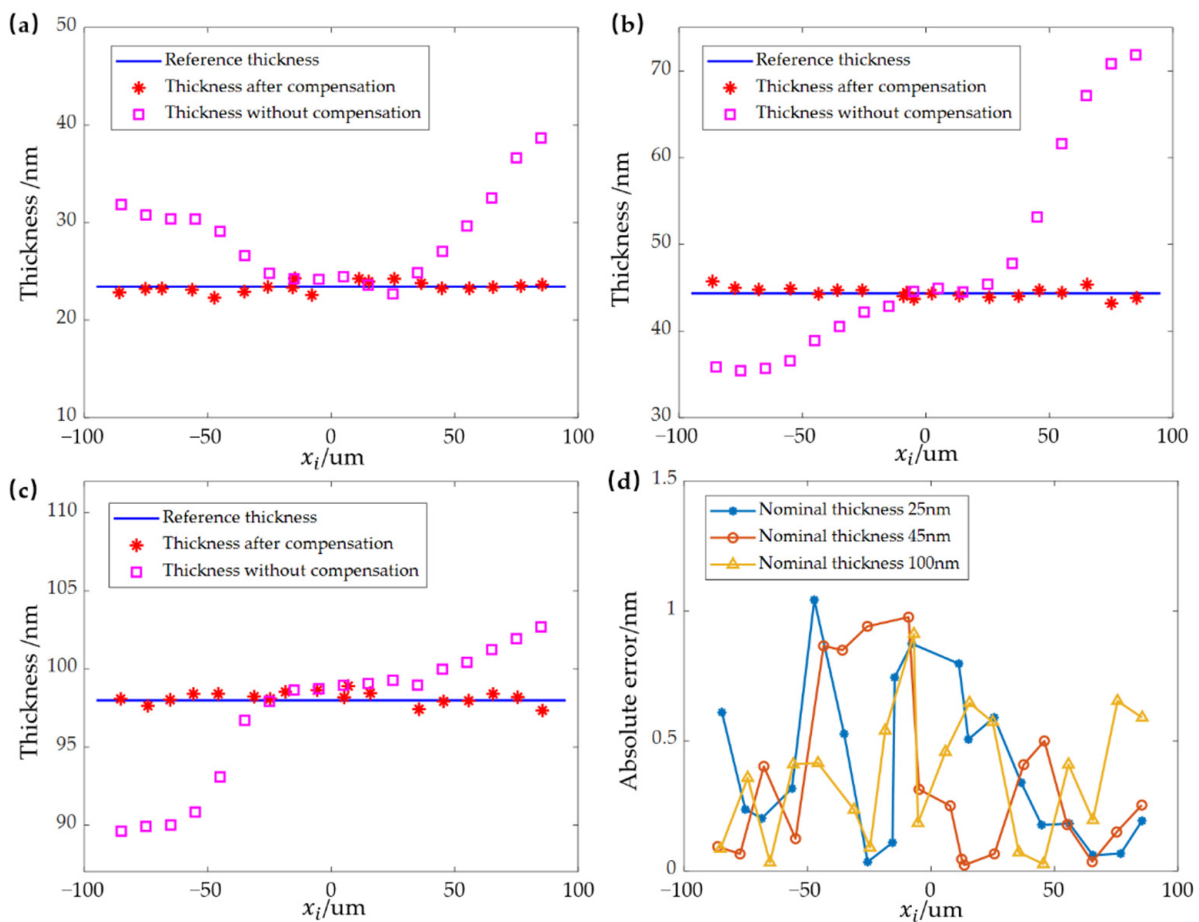 (a)
50
40
30
20
10
Thickness /nm
Reference thickness
Thickness after compensation
Thickness without compensation
−100
−50
0
50
100
x_i/um
(b)
70
60
50
40
30
Thickness/nm
Reference thickness
Thickness after compensation
Thickness without compensation
−100
−50
0
50
100
x_i/um
(c)
110
105
100
95
90
Thickness/nm
Reference thickness
Thickness after compensation
Thickness without compensation
−100
−50
0
50
100
x_i/um
(d)
1.5
1
0.5
0
Absolute error/nm
Nominal thickness 25nm
Nominal thickness 45nm
Nominal thickness 100nm
−100
−50
0
50
100
x_i/um